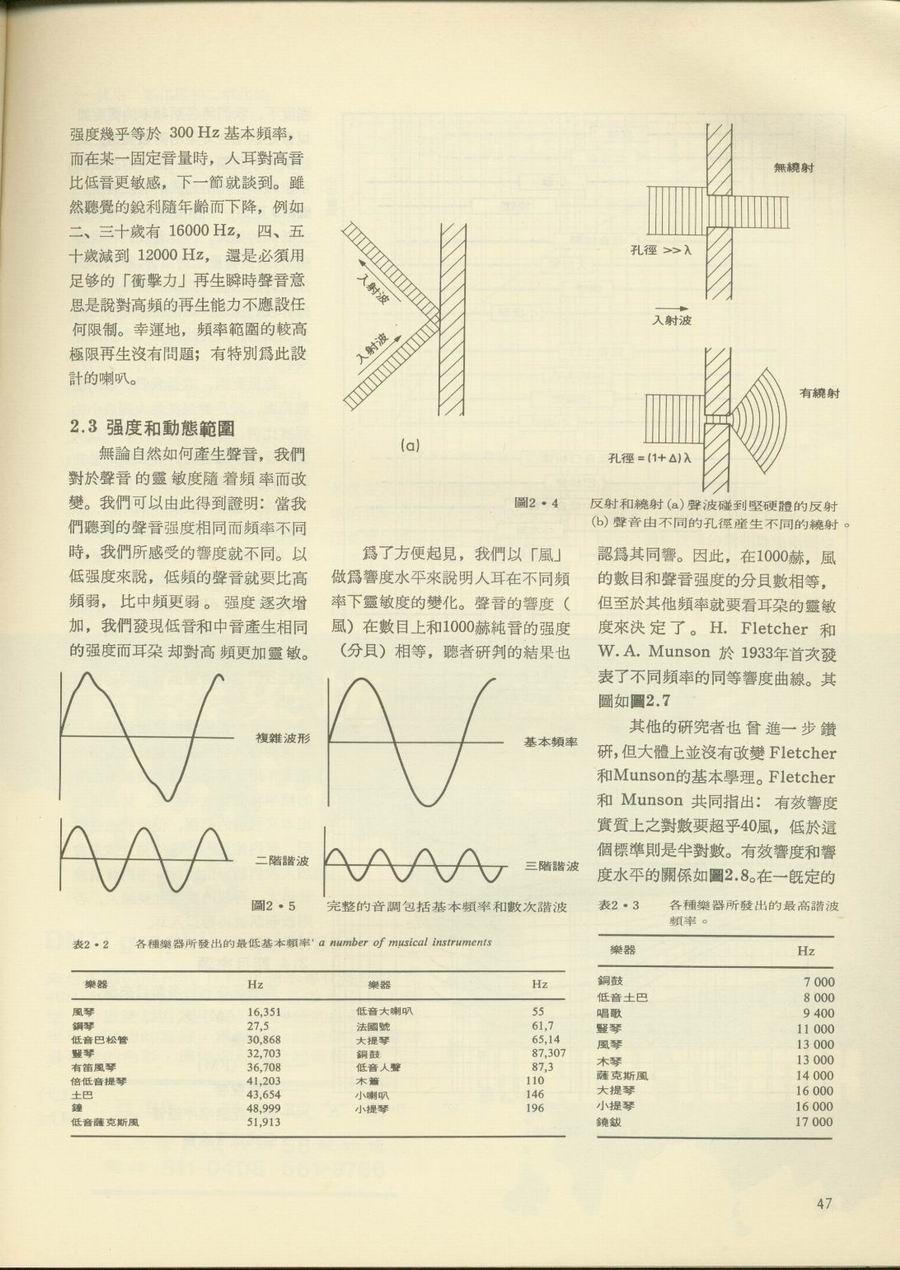 强度幾乎等於 300 Hz 基本頻率，
而在某一固定音量時，人耳對高音
比低音更敏感，下一節就談到。雖
然聽覺的銳利隨年齡而下降，例如
二、三十歲有 16000 Hz， 四、五
十歲減到 12000 Hz， 還是必須用
足够的「衝擊力」再生瞬時聲音意
思是說對高頻的再生能力不應設任
何限制。幸運地，頻率範圍的較高
極限再生沒有問題；有特別爲此設
計的喇叭。
2.3 强度和動態範圍
無論自然如何產生聲音，我們
對於聲音的靈敏度隨着頻率而改
變。我們可以由此得到證明：當我
們聽到的聲音强度相同而頻率不同
時，我們所感受的響度就不同。以
低强度來說，低頻的聲音就要比高
頻弱， 比中頻更弱。 强度逐次增
加，我們發現低音和中音產生相同
的强度而耳朶却對高頻更加靈敏。
入射波
入射波
(a)
無繞射
孔徑 >> λ
入射波
有繞射
孔徑 = (1+Δ) λ
圖2・4 反射和繞射 (a) 聲波碰到堅硬體的反射
(b) 聲音由不同的孔徑産生不同的繞射。
爲了方便起見，我們以「風」
做爲響度水平來說明人耳在不同頻
率下靈敏度的變化。聲音的響度（
風）在數目上和1000赫純音的强度
（分貝）相等，聽者硏判的結果也
認爲其同響。因此，在1000赫，風
的數目和聲音强度的分貝數相等，
但至於其他頻率就要看耳朶的靈敏
度來決定了。H. Fletcher 和
W. A. Munson 於 1933年首次發
表了不同頻率的同等響度曲線。其
圖如圖2.7
其他的硏究者也曾進一步鑽
硏，但大體上並沒有改變 Fletcher
和Munson的基本學理。Fletcher
和 Munson 共同指出： 有效響度
實質上之對數要超乎40風，低於這
個標準則是半對數。有效響度和響
度水平的關係如圖2.8。在一旣定的
複雜波形
基本頻率
二階諧波
三階諧波
圖2・5 完整的音調包括基本頻率和數次諧波
表2・2 各種樂器所發出的最低基本頻率' a number of musical instruments
樂器 Hz 樂器 Hz
風琴 16,351 低音大喇叭 55
鋼琴 27,5 法國號 61,7
低音巴松管 30,868 大提琴 65,14
豎琴 32,703 銅鼓 87,307
有笛風琴 36,708 低音人聲 87,3
倍低音提琴 41,203 木簫 110
土巴 43,654 小喇叭 146
鐘 48,999 小提琴 196
低音薩克斯風 51,913
表2・3 各種樂器所發出的最高諧波
頻率。
樂器 Hz
銅鼓 7 000
低音土巴 8 000
唱歌 9 400
豎琴 11 000
風琴 13 000
木琴 13 000
薩克斯風 14 000
大提琴 16 000
小提琴 16 000
鐃鈸 17 000
47